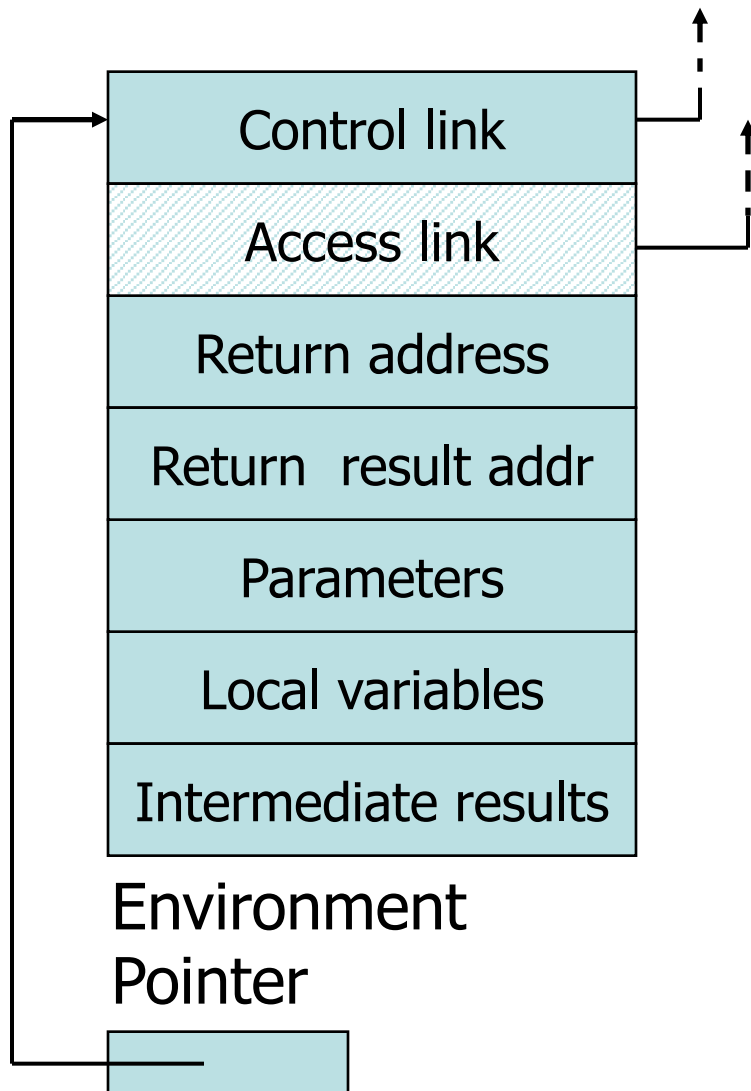 Control link
Access link
Return address
Return  result addr
Parameters
Local variables
Intermediate results
Environment
Pointer